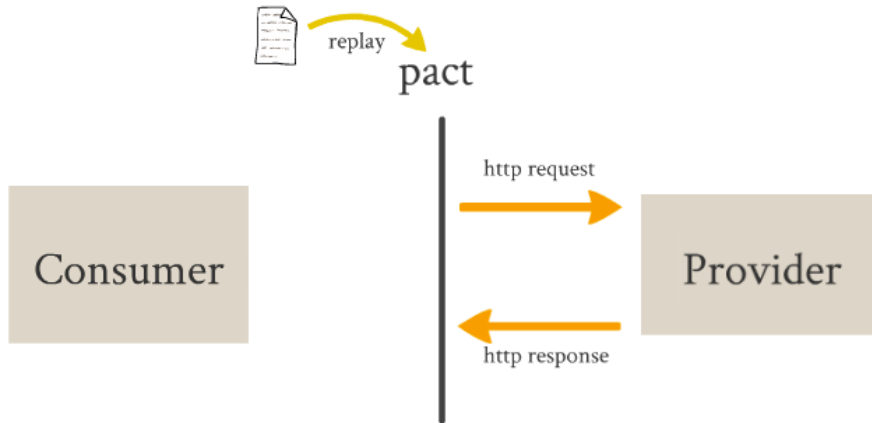 replay
pact
http request
Consumer
Provider
http response